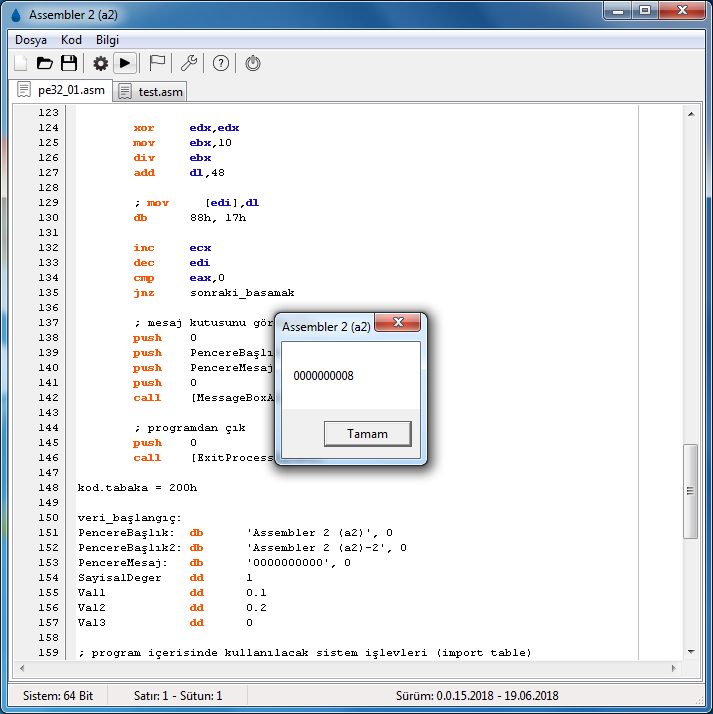 Assembler 2 (a2)
Dosya Kod Bilgi
pe32_01.asm test.asm
123
124 xor edx,edx
125 mov ebx,10
126 div ebx
127 add dl,48
128
129 ; mov [edi],dl
130 db 88h, 17h
131
132 inc ecx
133 dec edi
134 cmp eax,0
135 jnz sonraki_basamak
136
137 ; mesaj kutusunu gör
138 push 0
139 push PencereBaşlı
140 push PencereMesaj
141 push 0
142 call [MessageBoxA
143
144 ; programdan çık
145 push 0
146 call [ExitProcess
147
148 kod.tabaka = 200h
149
150 veri_başlangıç:
151 PencereBaşlık: db 'Assembler 2 (a2)', 0
152 PencereBaşlık2: db 'Assembler 2 (a2)-2', 0
153 PencereMesaj: db '0000000000', 0
154 SayisalDeger dd 1
155 Val1 dd 0.1
156 Val2 dd 0.2
157 Val3 dd 0
158
159 ; program içerisinde kullanılacak sistem işlevleri (import table)
Assembler 2 (a2)
0000000008
Tamam
Sistem: 64 Bit Satır: 1 - Sütun: 1 Sürüm: 0.0.15.2018 - 19.06.2018